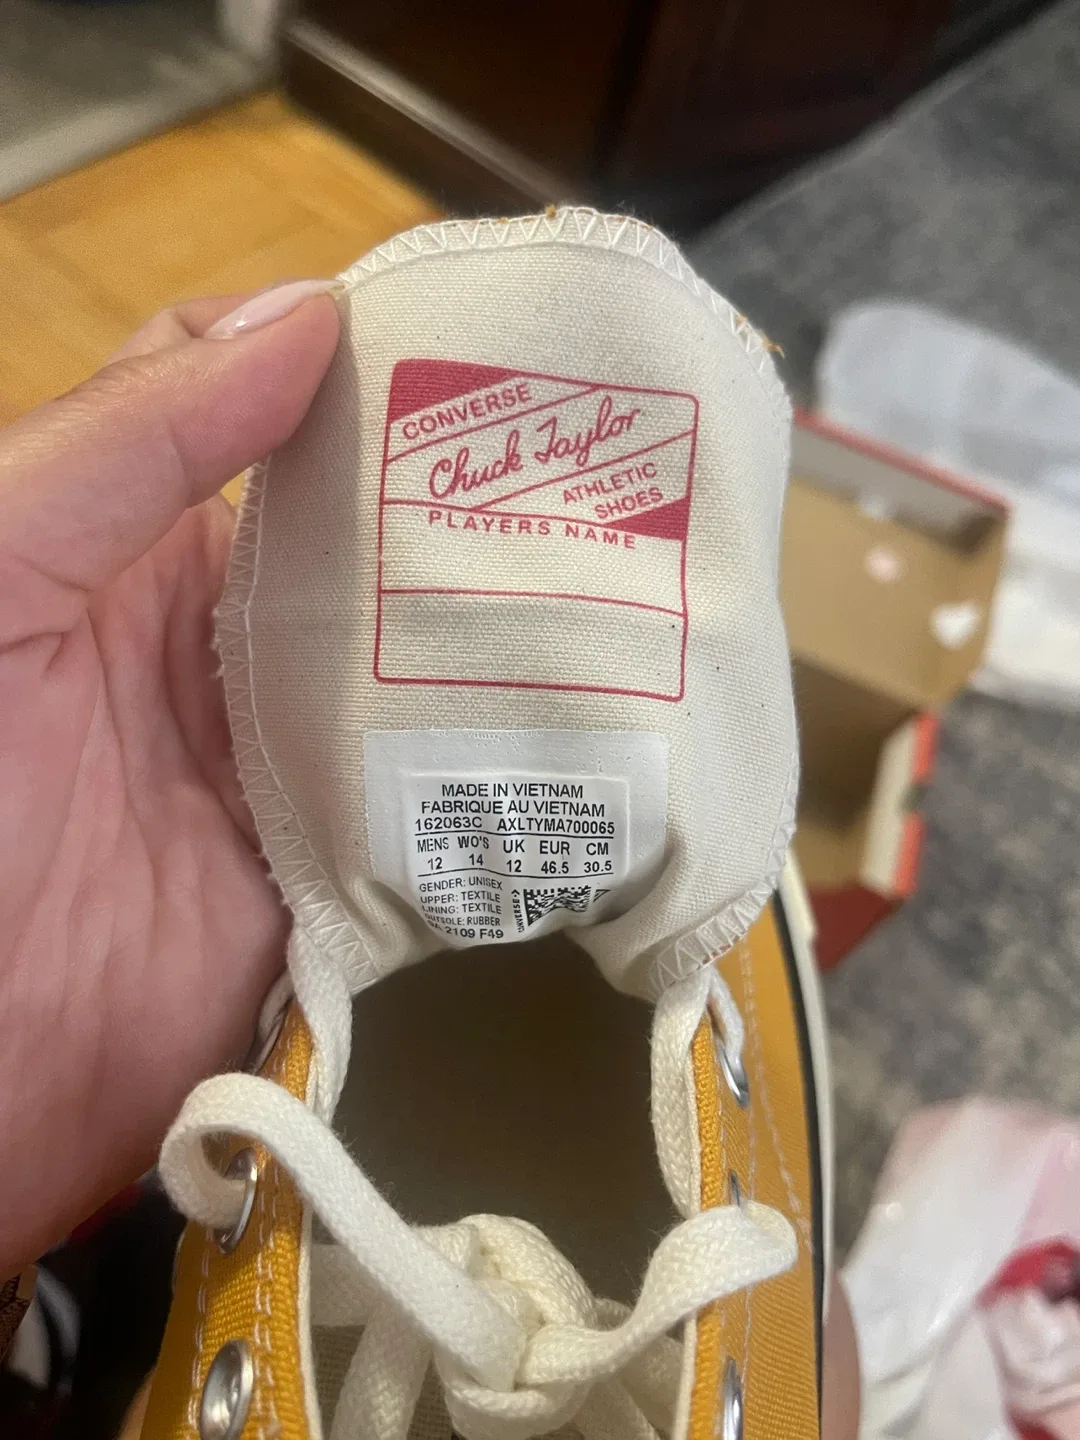 CONVERSE
Chuck Taylor
ATHLETIC
SHOES
PLAYERS NAME
MADE IN VIETNAM
FABRIQUE AU VIETNAM
162063C AXLTYMA700065
MENS WO'S UK EUR CM
12 14 12 46.5 30.5
GENDER: UNISEX
UPPER: TEXTILE
LINING: TEXTILE
OUTSOLE: RUBBER
2109 F49
CONVERSE